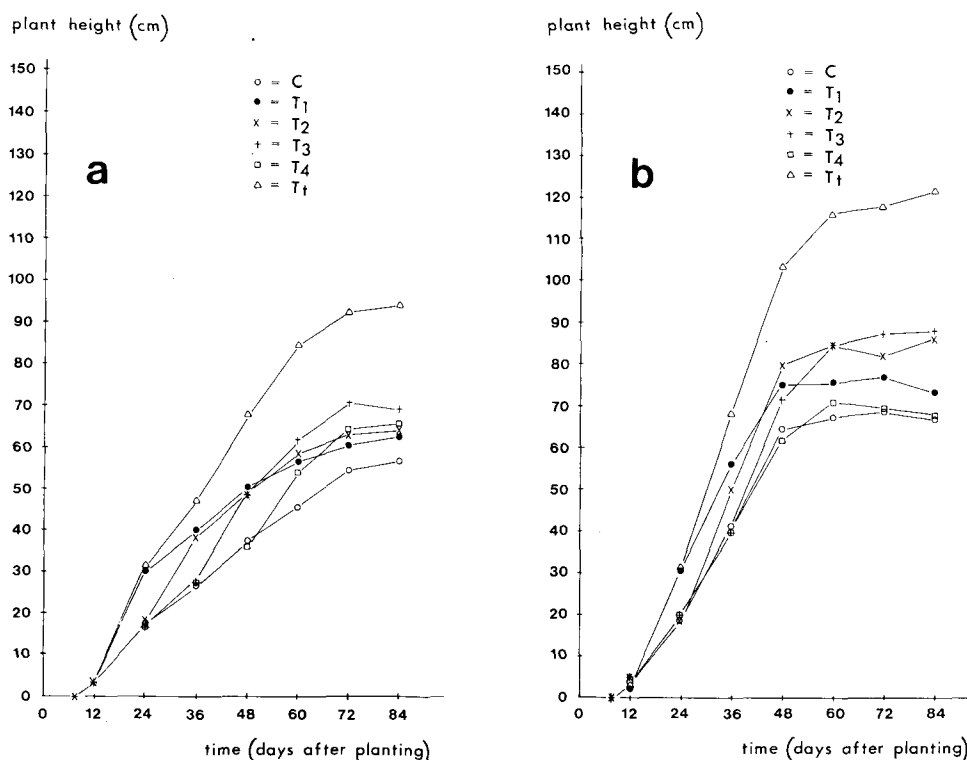 plant height (cm)
150
140
130
120
110
100
90
80
70
60
50
40
30
20
10
0
a
o = C
● = T1
x = T2
+ = T3
□ = T4
△ = Tt
0 12 24 36 48 60 72 84
time (days after planting)
plant height (cm)
150
140
130
120
110
100
90
80
70
60
50
40
30
20
10
0
b
o = C
● = T1
x = T2
+ = T3
□ = T4
△ = Tt
0 12 24 36 48 60 72 84
time (days after planting)